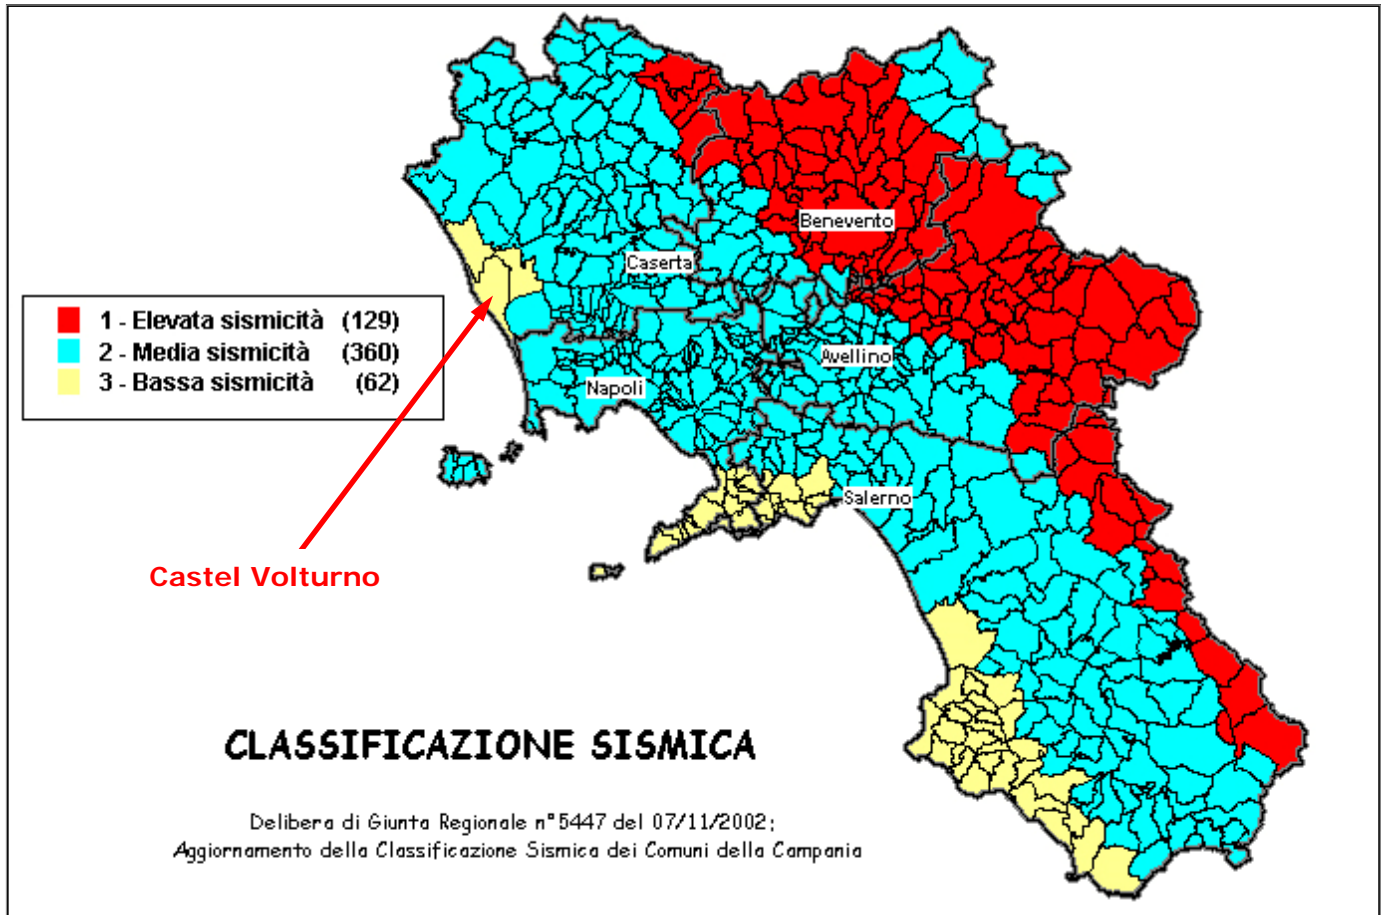 Benevento
Caserta
1 - Elevata sismicità (129)
2 - Media sismicità (360)
3 - Bassa sismicità (62)
Avellino
Napoli
Salerno
Castel Volturno
CLASSIFICAZIONE SISMICA
Delibera di Giunta Regionale n°5447 del 07/11/2002;
Aggiornamento della Classificazione Sismica dei Comuni della Campania